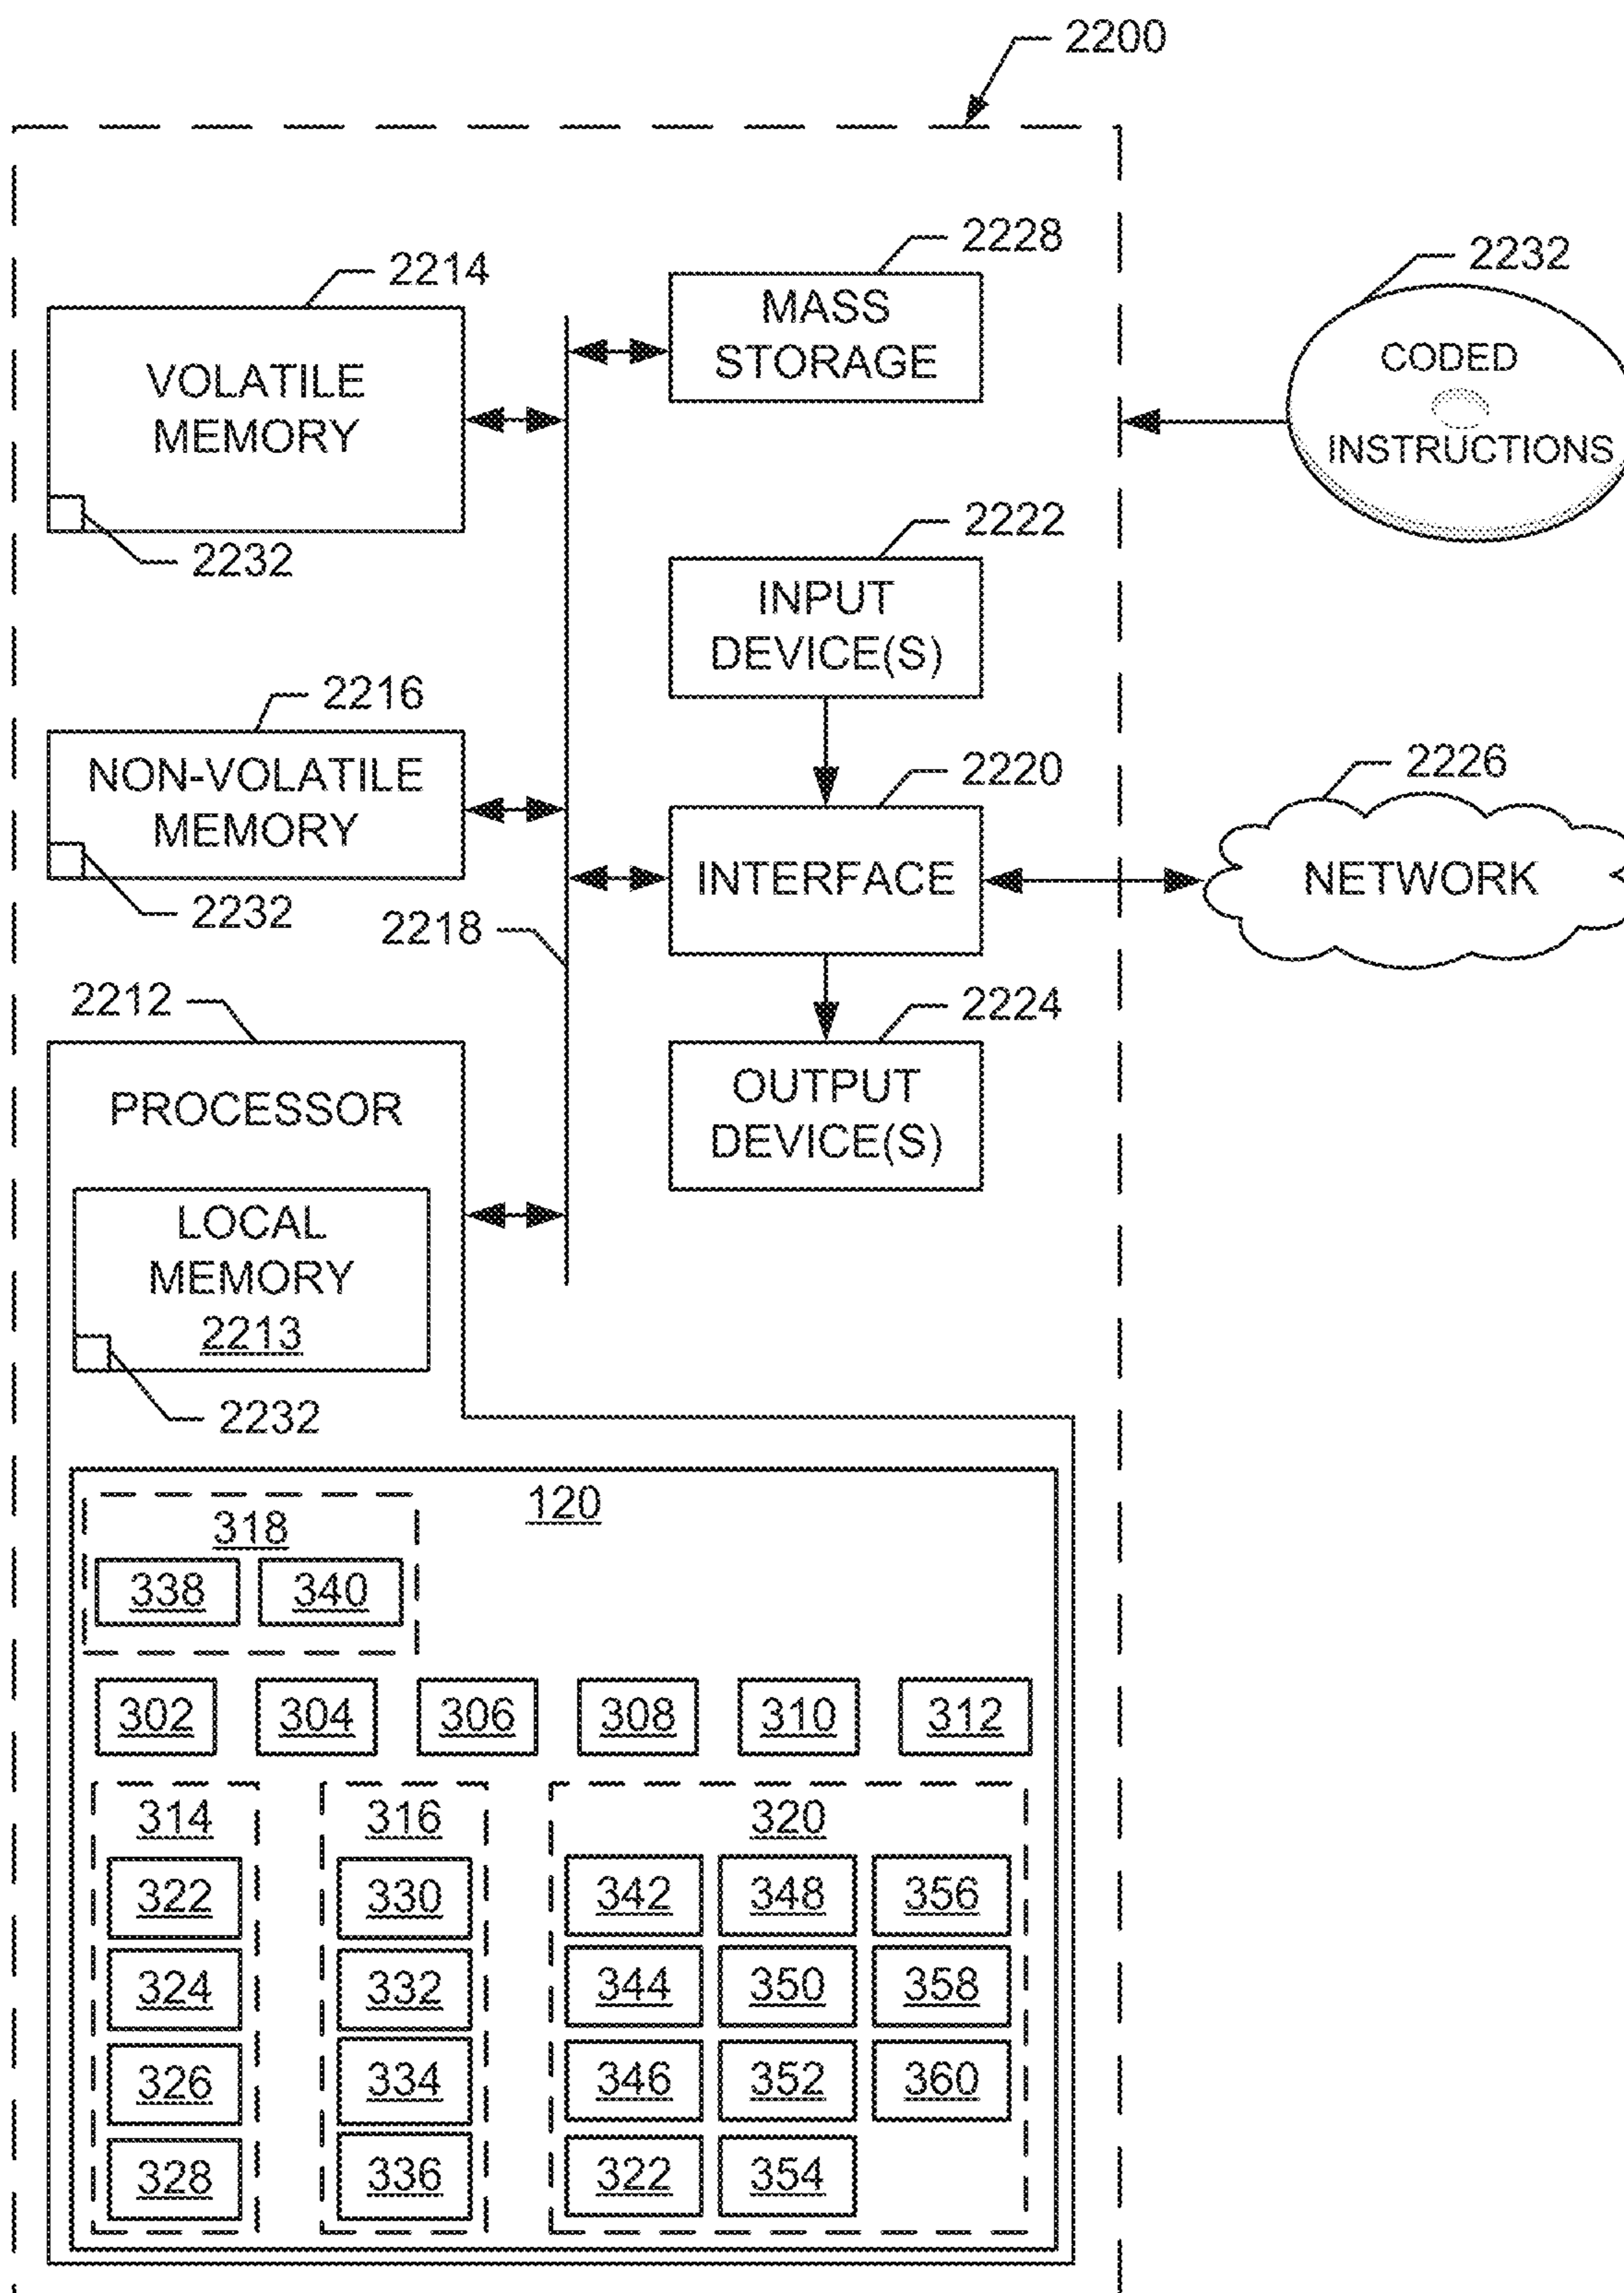 2200
2214
VOLATILE
MEMORY
2232
2228
MASS
STORAGE
2232
CODED
INSTRUCTIONS
2222
INPUT
DEVICE(S)
2216
NON-VOLATILE
MEMORY
2232
2218
2220
INTERFACE
2226
NETWORK
2212
PROCESSOR
2224
OUTPUT
DEVICE(S)
LOCAL
MEMORY
2213
2232
120
318
338 340
302 304 306 308 310 312
314
322
324
326
328
316
330
332
334
336
320
342 348 356
344 350 358
346 352 360
322 354